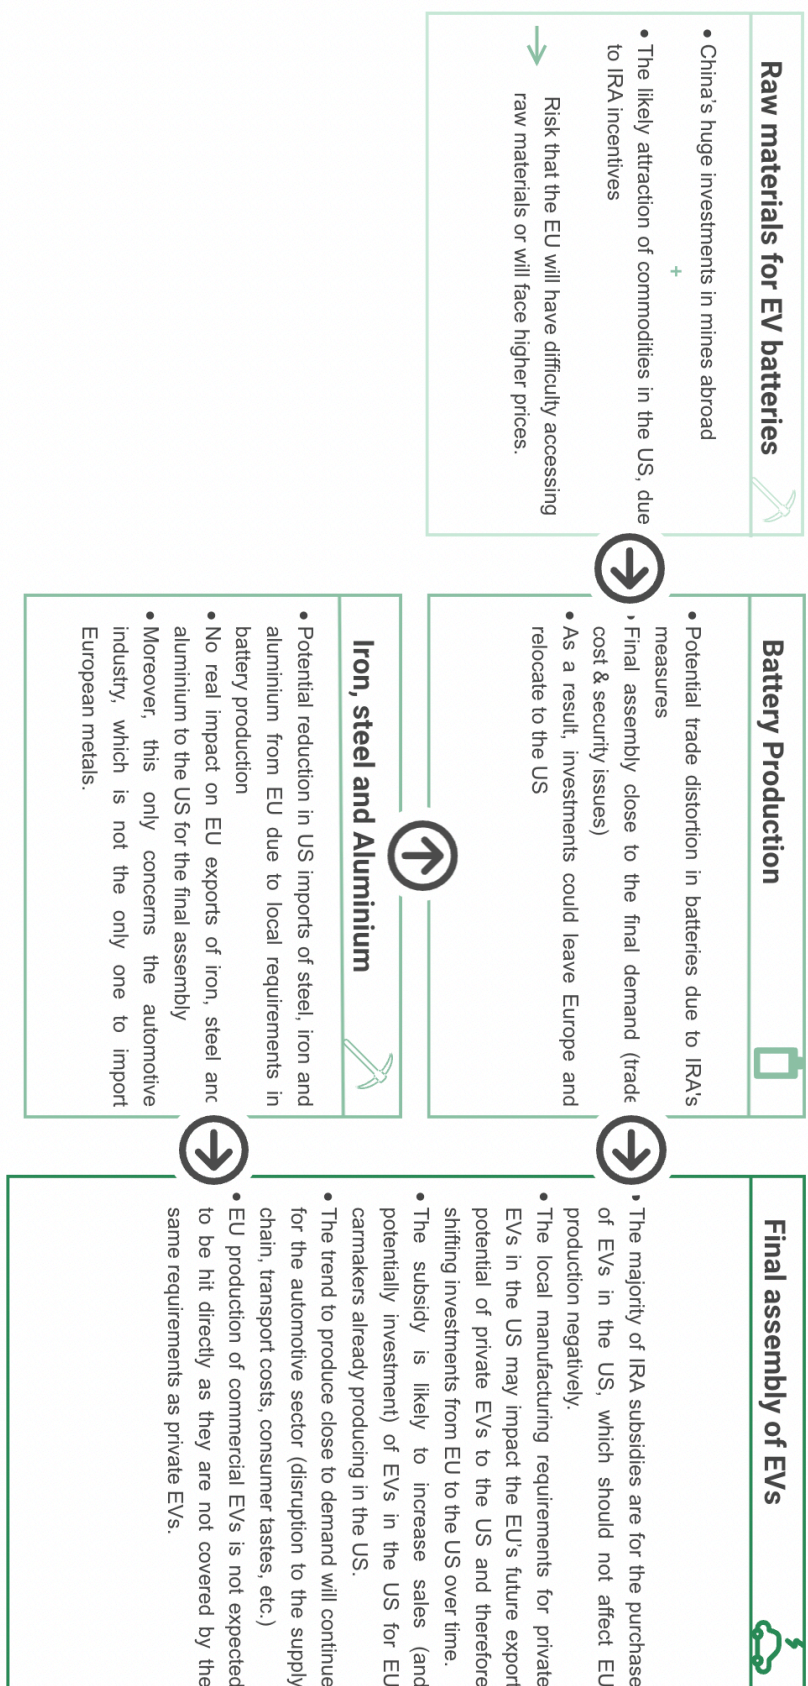 Raw materials for EV batteries
• China's huge investments in mines abroad
+
• The likely attraction of commodities in the US, due
to IRA incentives
Risk that the EU will have difficulty accessing
raw materials or will face higher prices.
Battery Production
• Potential trade distortion in batteries due to IRA's
measures
• Final assembly close to the final demand (trade
cost & security issues)
• As a result, investments could leave Europe and
relocate to the US
Iron, steel and Aluminium
• Potential reduction in US imports of steel, iron and
aluminium from EU due to local requirements in
battery production
• No real impact on EU exports of iron, steel and
aluminium to the US for the final assembly
• Moreover, this only concerns the automotive
industry, which is not the only one to import
European metals.
Final assembly of EVs
• The majority of IRA subsidies are for the purchase
of EVs in the US, which should not affect EU
production negatively.
• The local manufacturing requirements for private
EVs in the US may impact the EU's future export
potential of private EVs to the US and therefore
shifting investments from EU to the US over time.
• The subsidy is likely to increase sales (and
potentially investment) of EVs in the US for EU
carmakers already producing in the US.
• The trend to produce close to demand will continue
for the automotive sector (disruption to the supply
chain, transport costs, consumer tastes, etc.)
• EU production of commercial EVs is not expected
to be hit directly as they are not covered by the
same requirements as private EVs.